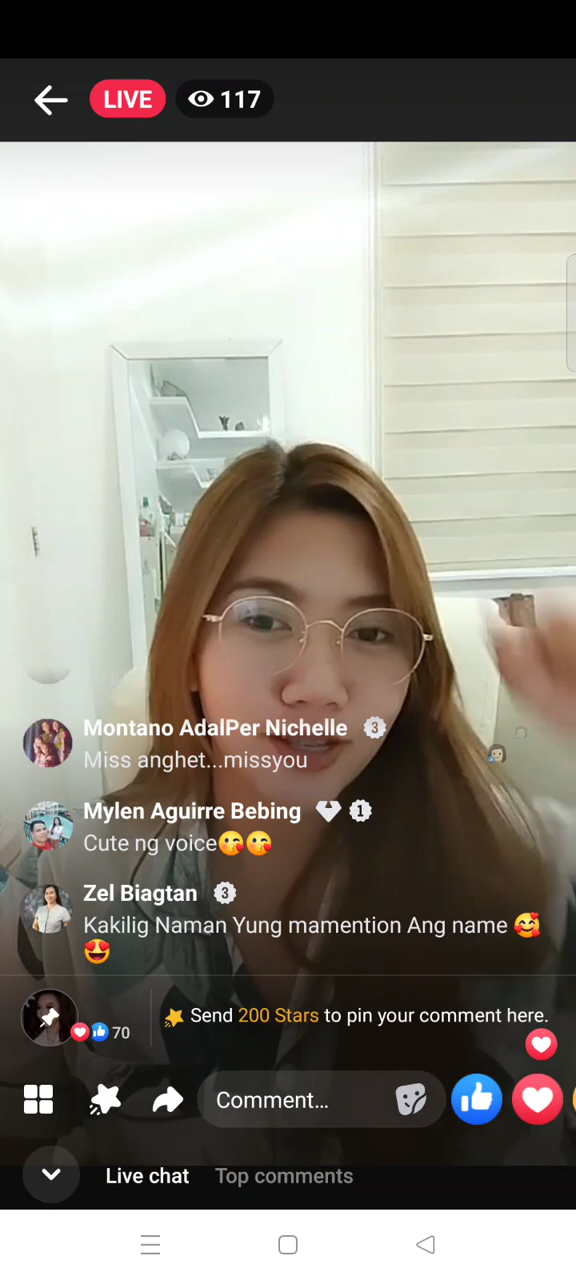 LIVE 117
Montano AdalPer Nichelle 3
Miss anghet...missyou
Mylen Aguirre Bebing 1
Cute ng voice😘😘
Zel Biagtan 3
Kakilig Naman Yung mamention Ang name 🥰
😍
Send 200 Stars to pin your comment here.
70
Comment...
Live chat Top comments